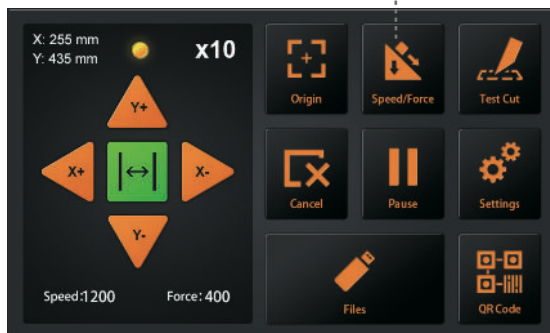 X: 255 mm
Y: 435 mm
x10
Y+
X+
X-
Y-
Speed:1200
Force:400
Origin
Speed/Force
Test Cut
Cancel
Pause
Settings
Files
QR Code